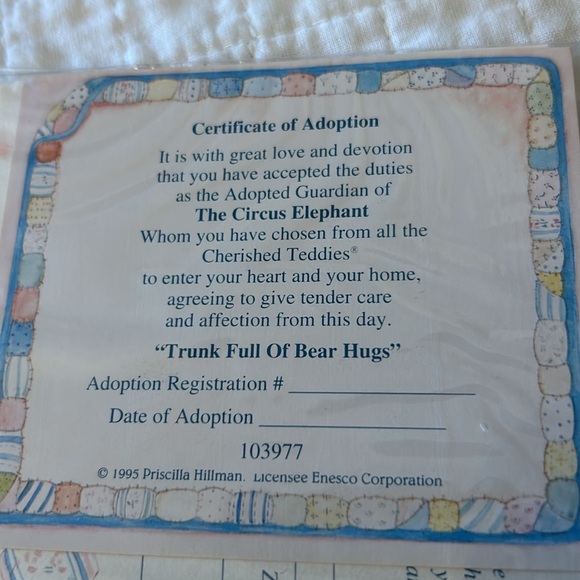 Certificate of Adoption
It is with great love and devotion
that you have accepted the duties
as the Adopted Guardian of
The Circus Elephant
Whom you have chosen from all the
Cherished Teddies®
to enter your heart and your home,
agreeing to give tender care
and affection from this day.
“Trunk Full Of Bear Hugs”
Adoption Registration # ____________________
Date of Adoption ____________________
103977
© 1995 Priscilla Hillman. Licensee Enesco Corporation